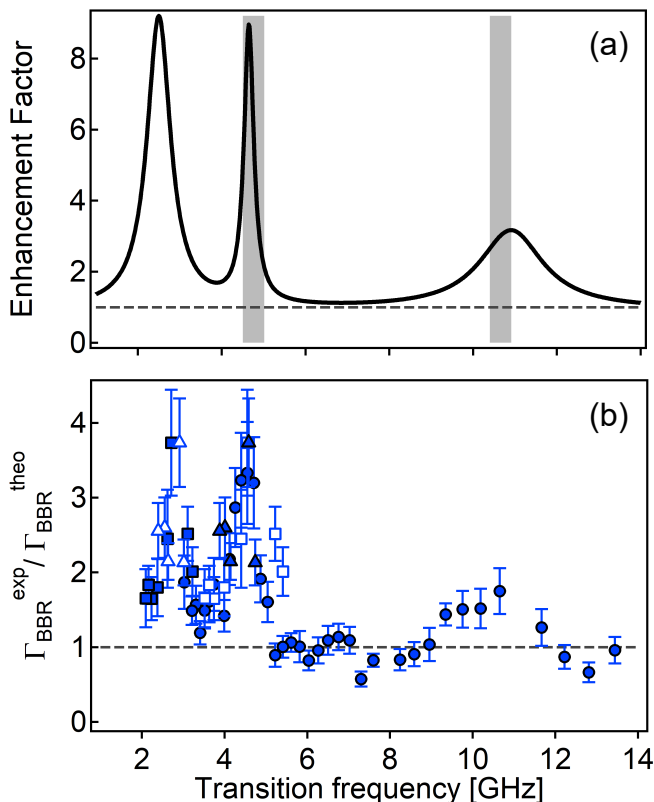 (a)
Enhancement Factor
8
6
4
2
0
(b)
Γ_BBR^exp / Γ_BBR^theo
4
3
2
1
0
2 4 6 8 10 12 14
Transition frequency [GHz]